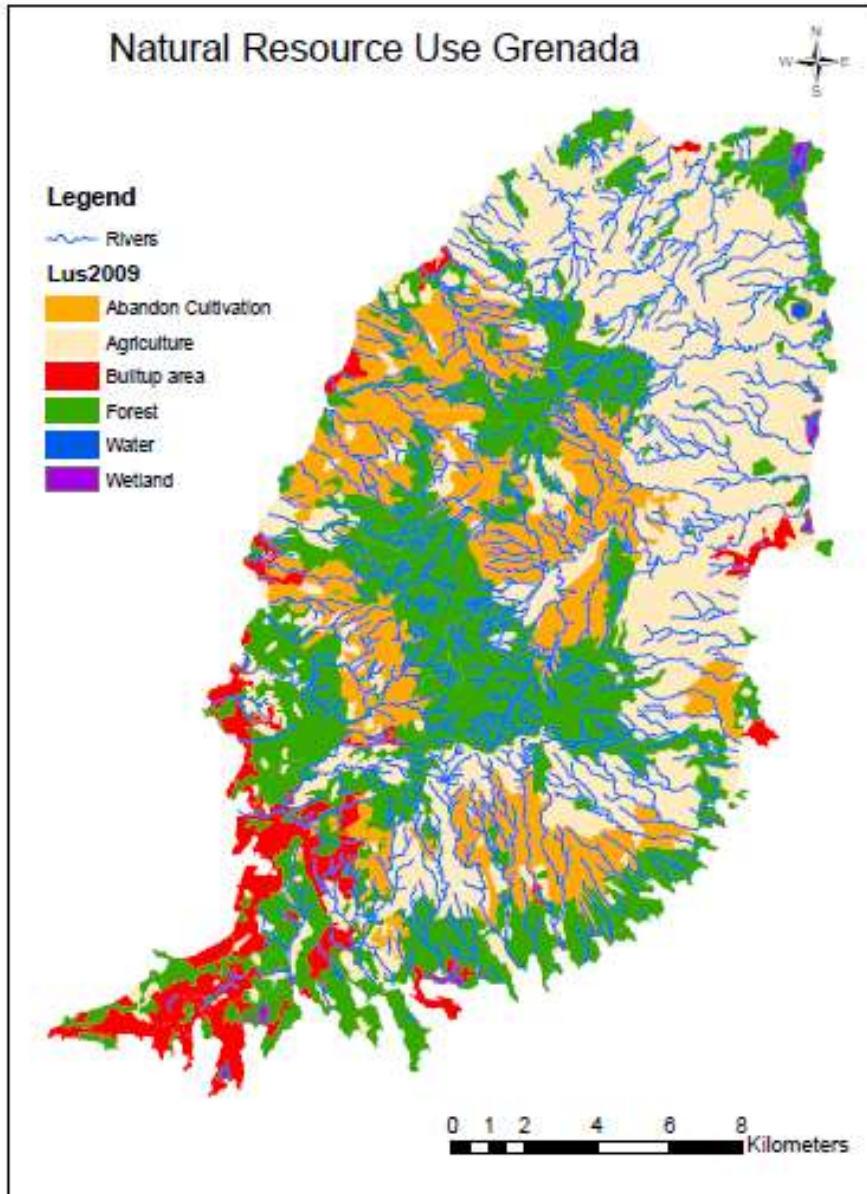 Natural Resource Use Grenada
N
W E
S
Legend
Rivers
Lus2009
Abandon Cultivation
Agriculture
Builtup area
Forest
Water
Wetland
0 1 2 4 6 8
Kilometers